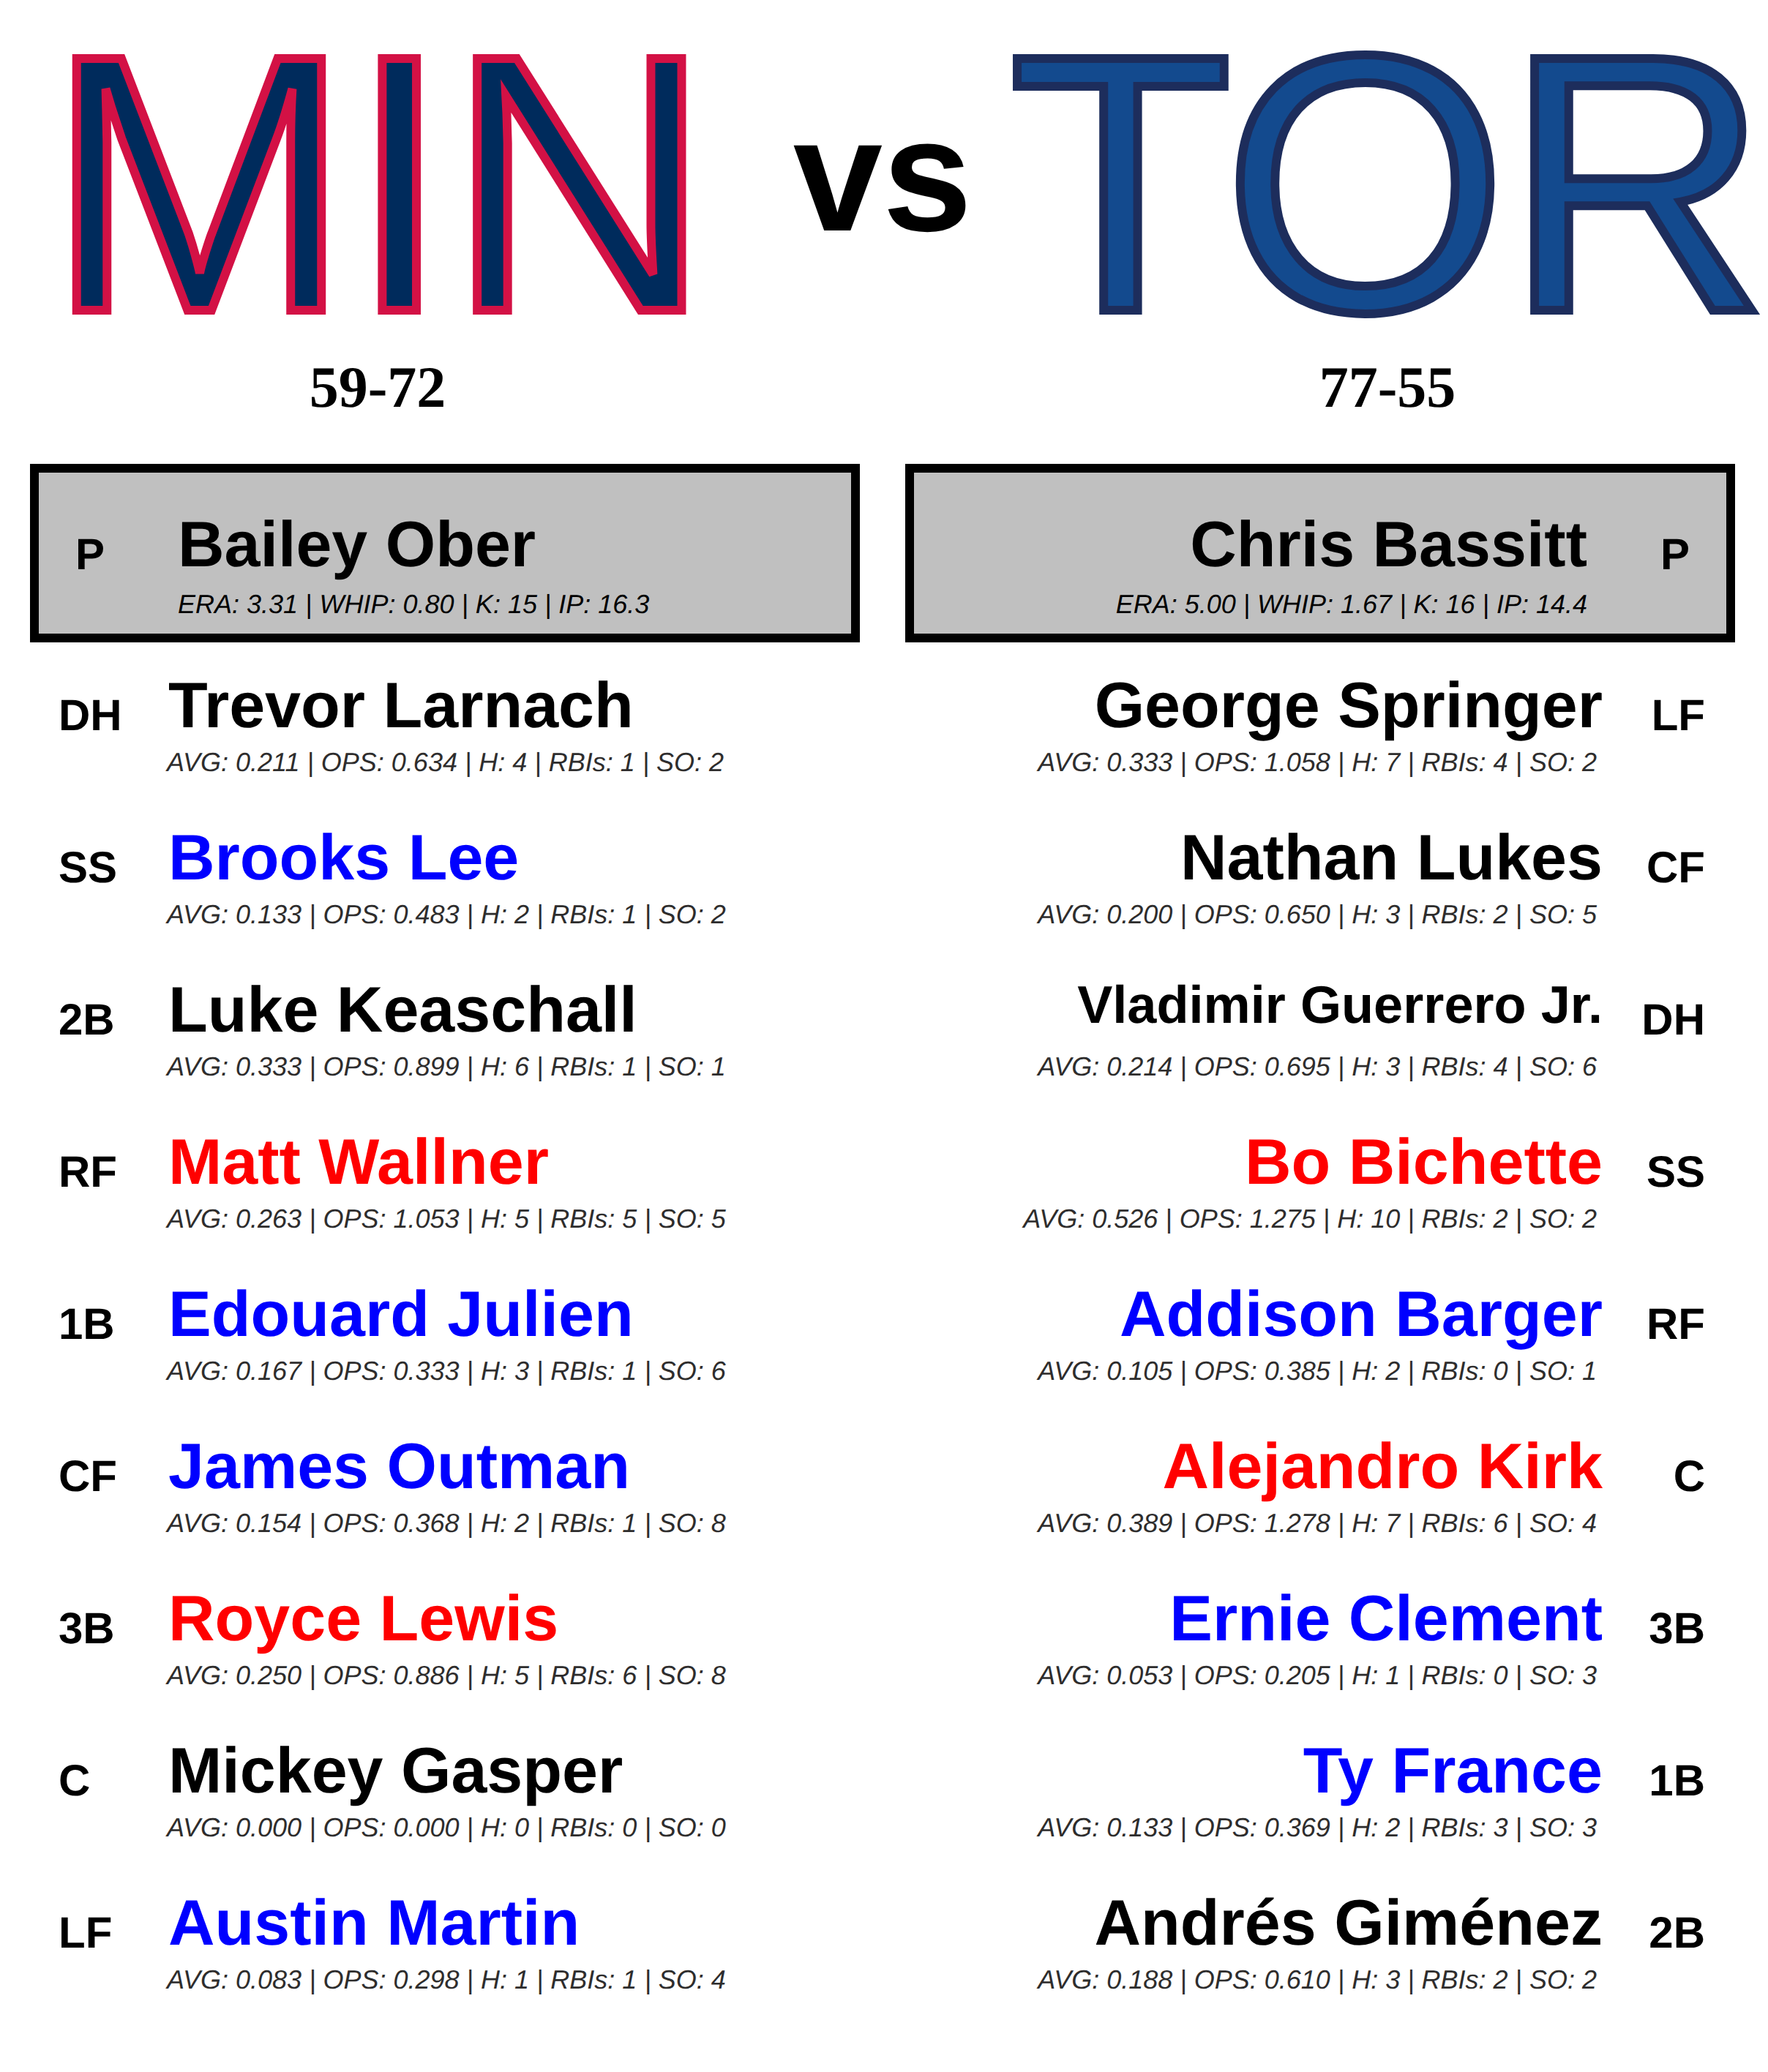 MIN vs TOR
59-72
77-55
P Bailey Ober
ERA: 3.31 | WHIP: 0.80 | K: 15 | IP: 16.3
Chris Bassitt P
ERA: 5.00 | WHIP: 1.67 | K: 16 | IP: 14.4
DH Trevor Larnach
AVG: 0.211 | OPS: 0.634 | H: 4 | RBIs: 1 | SO: 2
SS Brooks Lee
AVG: 0.133 | OPS: 0.483 | H: 2 | RBIs: 1 | SO: 2
2B Luke Keaschall
AVG: 0.333 | OPS: 0.899 | H: 6 | RBIs: 1 | SO: 1
RF Matt Wallner
AVG: 0.263 | OPS: 1.053 | H: 5 | RBIs: 5 | SO: 5
1B Edouard Julien
AVG: 0.167 | OPS: 0.333 | H: 3 | RBIs: 1 | SO: 6
CF James Outman
AVG: 0.154 | OPS: 0.368 | H: 2 | RBIs: 1 | SO: 8
3B Royce Lewis
AVG: 0.250 | OPS: 0.886 | H: 5 | RBIs: 6 | SO: 8
C Mickey Gasper
AVG: 0.000 | OPS: 0.000 | H: 0 | RBIs: 0 | SO: 0
LF Austin Martin
AVG: 0.083 | OPS: 0.298 | H: 1 | RBIs: 1 | SO: 4
George Springer LF
AVG: 0.333 | OPS: 1.058 | H: 7 | RBIs: 4 | SO: 2
Nathan Lukes CF
AVG: 0.200 | OPS: 0.650 | H: 3 | RBIs: 2 | SO: 5
Vladimir Guerrero Jr. DH
AVG: 0.214 | OPS: 0.695 | H: 3 | RBIs: 4 | SO: 6
Bo Bichette SS
AVG: 0.526 | OPS: 1.275 | H: 10 | RBIs: 2 | SO: 2
Addison Barger RF
AVG: 0.105 | OPS: 0.385 | H: 2 | RBIs: 0 | SO: 1
Alejandro Kirk C
AVG: 0.389 | OPS: 1.278 | H: 7 | RBIs: 6 | SO: 4
Ernie Clement 3B
AVG: 0.053 | OPS: 0.205 | H: 1 | RBIs: 0 | SO: 3
Ty France 1B
AVG: 0.133 | OPS: 0.369 | H: 2 | RBIs: 3 | SO: 3
Andrés Giménez 2B
AVG: 0.188 | OPS: 0.610 | H: 3 | RBIs: 2 | SO: 2